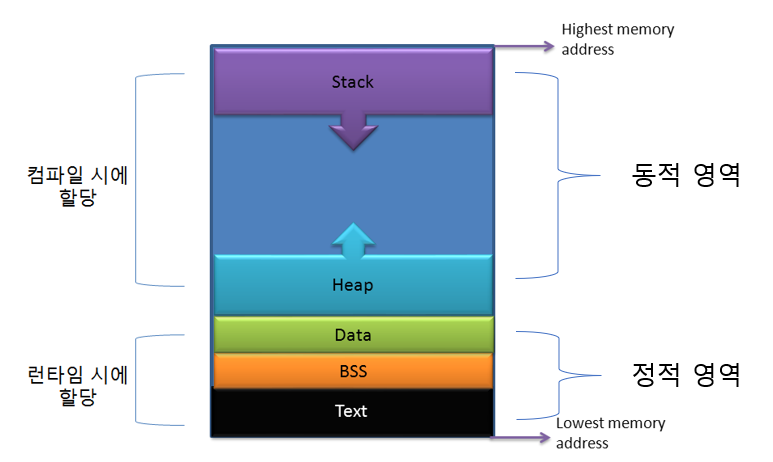 Highest memory
address
Stack
컴파일 시에
할당
동적 영역
Heap
Data
BSS
런타임 시에
할당
정적 영역
Text
Lowest memory
address